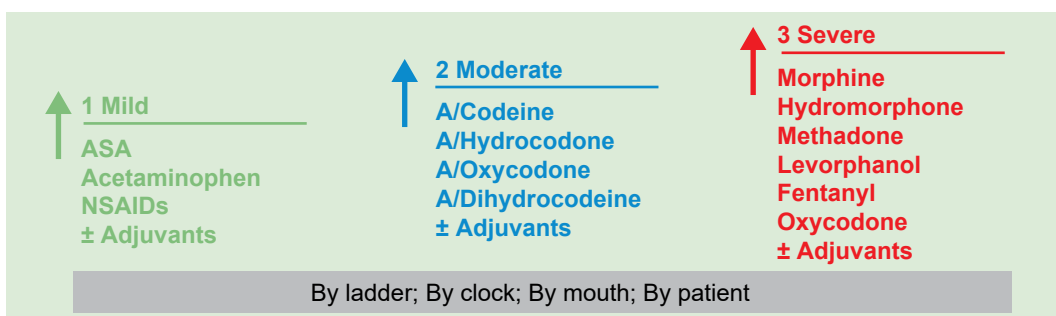 1 Mild
ASA
Acetaminophen
NSAIDs
± Adjuvants
2 Moderate
A/Codeine
A/Hydrocodone
A/Oxycodone
A/Dihydrocodeine
± Adjuvants
3 Severe
Morphine
Hydromorphone
Methadone
Levorphanol
Fentanyl
Oxycodone
± Adjuvants
By ladder; By clock; By mouth; By patient